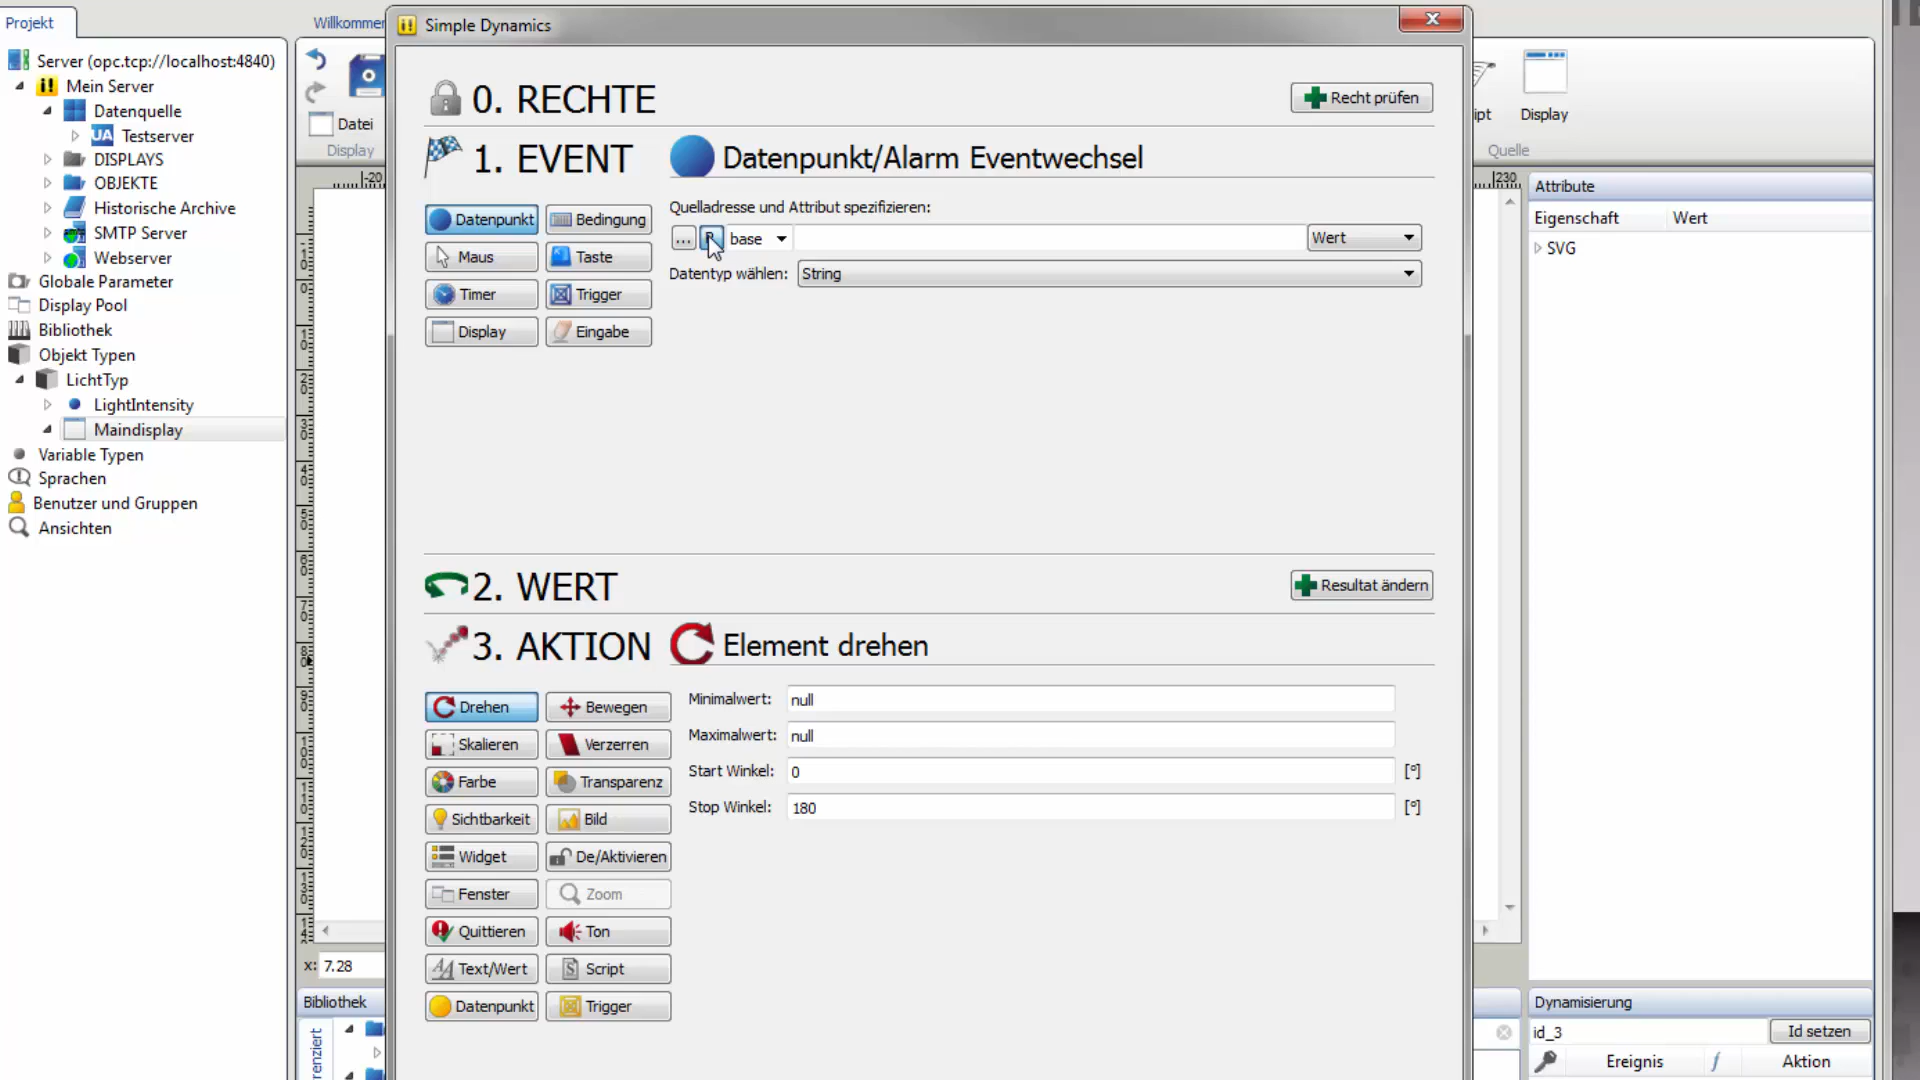 Projekt
Willkommen
Simple Dynamics
Server (opc.tcp://localhost:4840)
Mein Server
Datenquelle
UA Testserver
DISPLAYS
OBJEKTE
Historische Archive
SMTP Server
Webserver
Globale Parameter
Display Pool
Bibliothek
Objekt Typen
LichtTyp
LightIntensity
Maindisplay
Variable Typen
Sprachen
Benutzer und Gruppen
Ansichten
Datei
Display
0. RECHTE
Recht prüfen
1. EVENT
Datenpunkt/Alarm Eventwechsel
Quelladresse und Attribut spezifizieren:
Datenpunkt
Bedingung
... base
Wert
Maus
Taste
Datentyp wählen: String
Timer
Trigger
Display
Eingabe
2. WERT
Resultat ändern
3. AKTION
Element drehen
Drehen
Bewegen
Minimalwert: null
Skalieren
Verzerren
Maximalwert: null
Farbe
Transparenz
Start Winkel: 0 [°]
Sichtbarkeit
Bild
Stop Winkel: 180 [°]
Widget
De/Aktivieren
Fenster
Zoom
Quittieren
Ton
Text/Wert
Script
Datenpunkt
Trigger
ipt
Display
Quelle
-20
230
Attribute
Eigenschaft Wert
SVG
x: 7.28
Bibliothek
renziert
Dynamisierung
id_3
Id setzen
Ereignis f Aktion